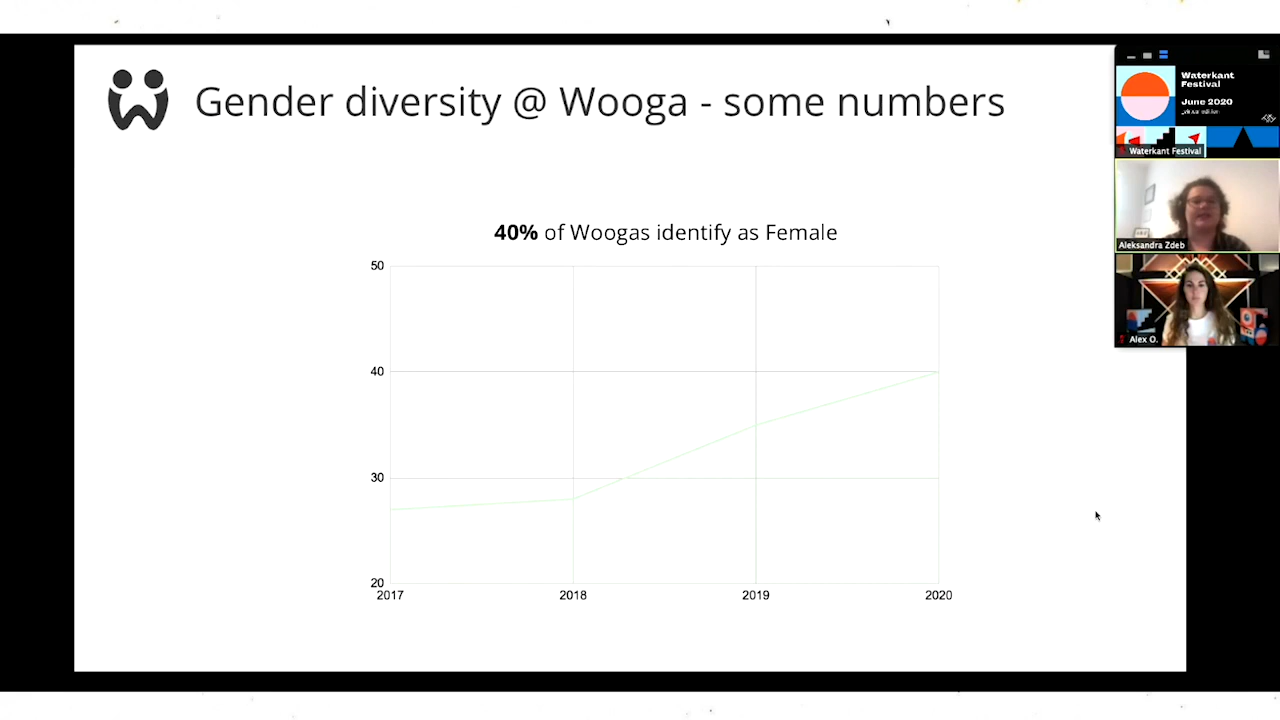 Gender diversity @ Wooga - some numbers
40% of Woogas identify as Female
50
40
30
20
2017 2018 2019 2020
Waterkant
Festival
June 2020
Waterkant Festival
Aleksandra Zdeb
Alex O.